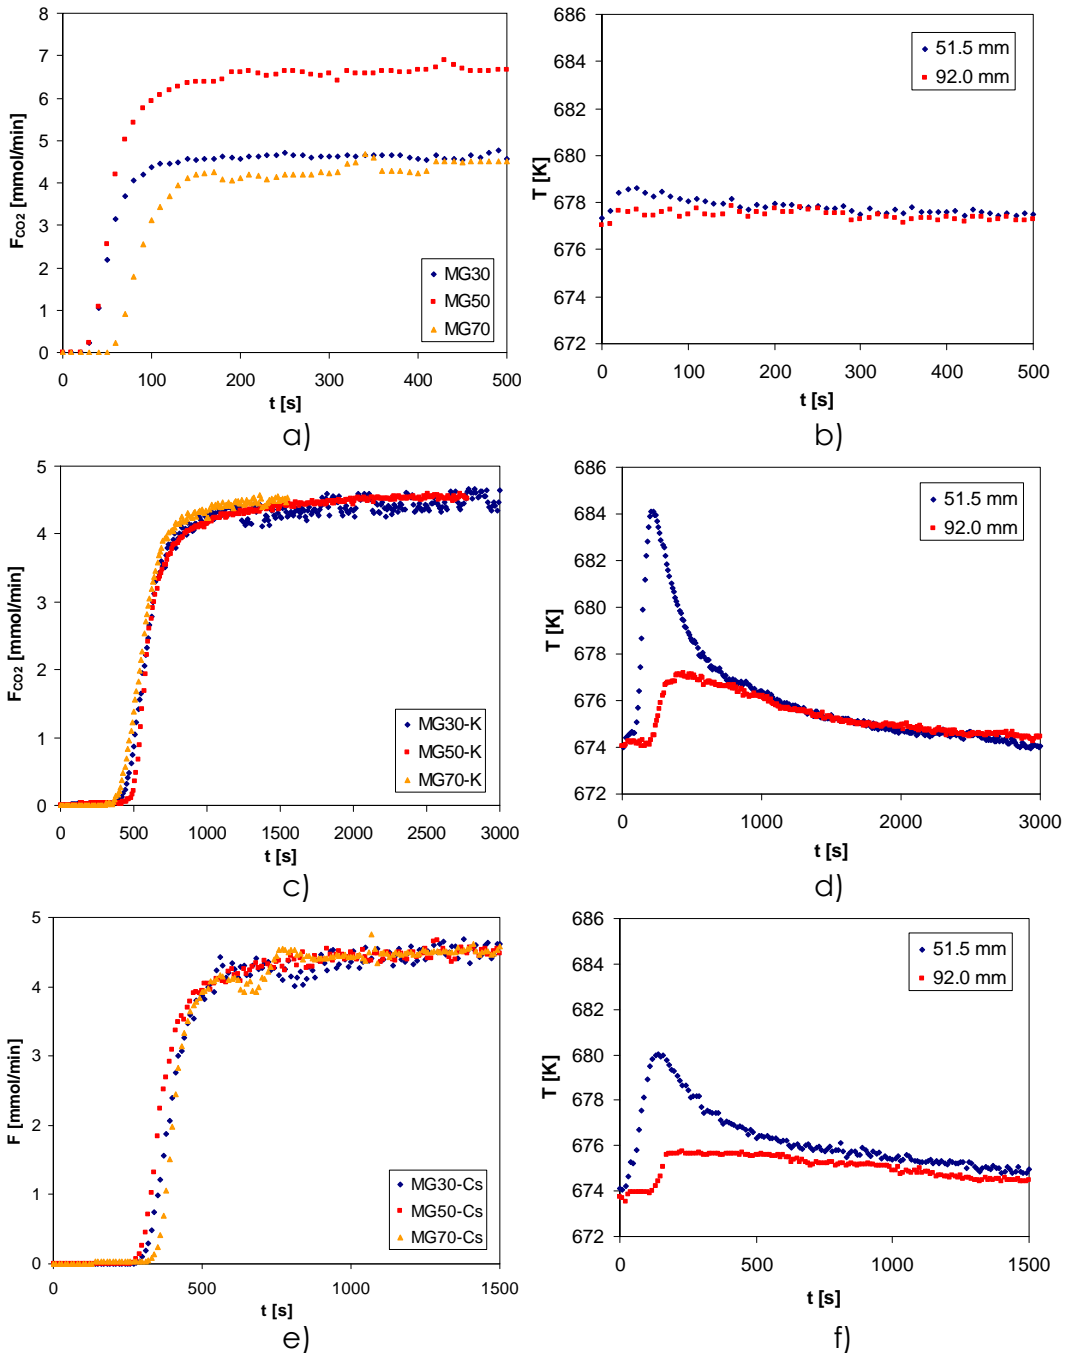 8
7
6
5
4
3
2
1
0
F_CO2 [mmol/min]
0 100 200 300 400 500
t [s]
MG30
MG50
MG70
a)
686
684
682
680
678
676
674
672
T [K]
0 100 200 300 400 500
t [s]
51.5 mm
92.0 mm
b)
5
4
3
2
1
0
F_CO2 [mmol/min]
0 500 1000 1500 2000 2500 3000
t [s]
MG30-K
MG50-K
MG70-K
c)
686
684
682
680
678
676
674
672
T [K]
0 1000 2000 3000
t [s]
51.5 mm
92.0 mm
d)
5
4
3
2
1
0
F [mmol/min]
0 500 1000 1500
t [s]
MG30-Cs
MG50-Cs
MG70-Cs
e)
686
684
682
680
678
676
674
672
T [K]
0 500 1000 1500
t [s]
51.5 mm
92.0 mm
f)